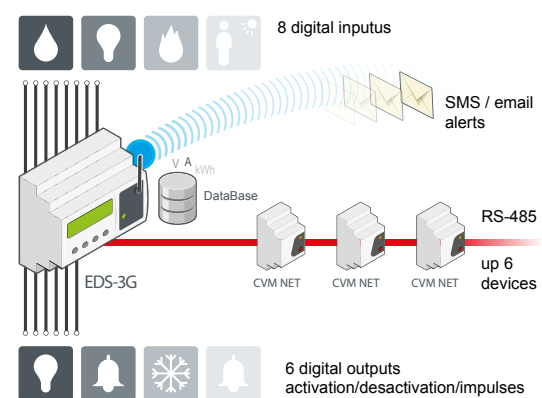 8 digital inputus
SMS / email
alerts
V A kWh
DataBase
RS-485
up 6
devices
EDS-3G
CVM NET CVM NET CVM NET
6 digital outputs
activation/desactivation/impulses